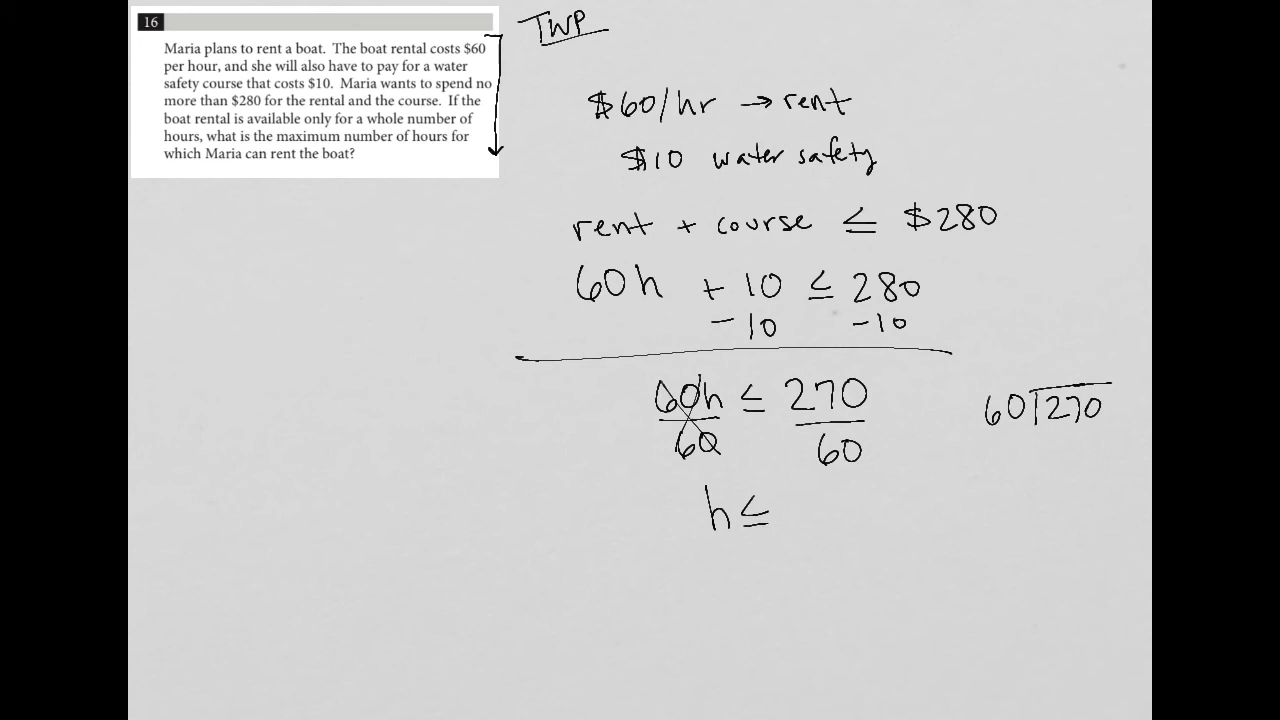 16
Maria plans to rent a boat. The boat rental costs $60
per hour, and she will also have to pay for a water
safety course that costs $10. Maria wants to spend no
more than $280 for the rental and the course. If the
boat rental is available only for a whole number of
hours, what is the maximum number of hours for
which Maria can rent the boat?
TWP
$60/hr → rent
$10 water safety
rent + course ≤ $280
60h + 10 ≤ 280
-10 -10
60h ≤ 270
60 60
60 270
h ≤